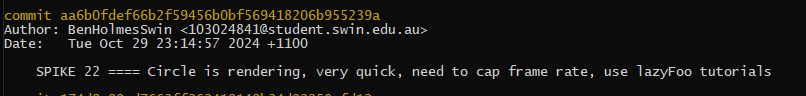 commit aa6b0fdef66b2f59456b0bf569418206b955239a
Author: BenHolmesSwin <103024841@student.swin.edu.au>
Date:   Tue Oct 29 23:14:57 2024 +1100
SPIKE 22 ==== Circle is rendering, very quick, need to cap frame rate, use lazyFoo tutorials